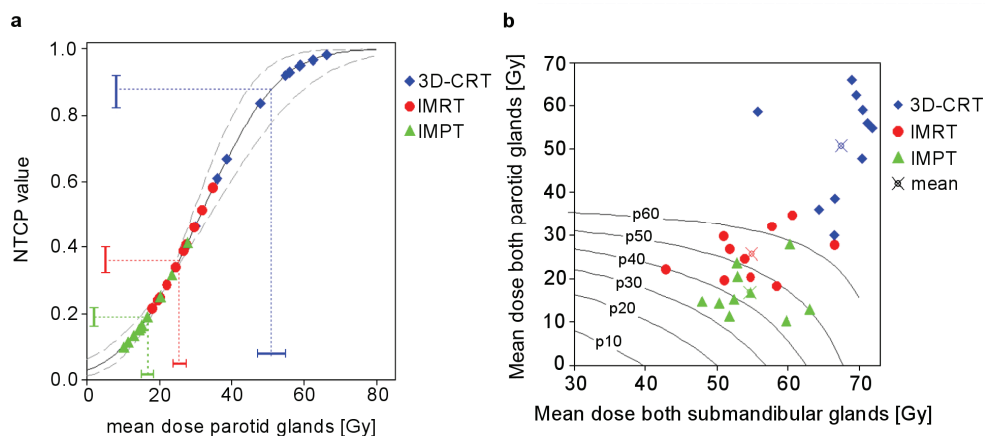 a
NTCP value
1.0
0.8
0.6
0.4
0.2
0.0
0 20 40 60 80
mean dose parotid glands [Gy]
3D-CRT
IMRT
IMPT
b
Mean dose both parotid glands [Gy]
70
60
50
40
30
20
10
0
p60
p50
p40
p30
p20
p10
30 40 50 60 70
Mean dose both submandibular glands [Gy]
3D-CRT
IMRT
IMPT
mean